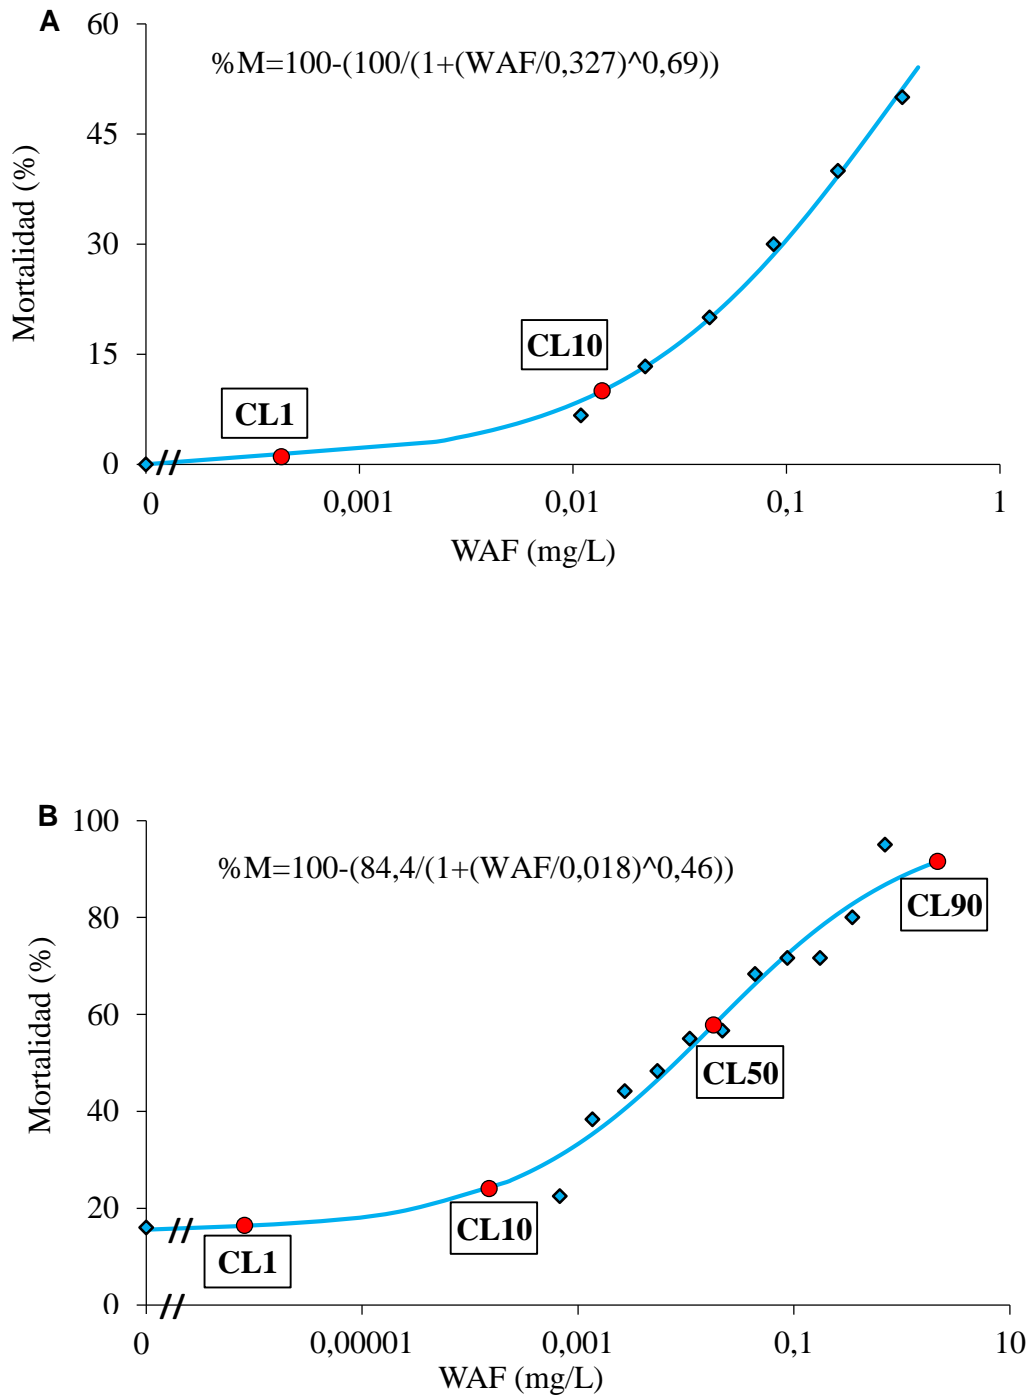 A
%M=100-(100/(1+(WAF/0,327)^0,69))
Mortalidad (%)
60
45
30
15
0
CL10
CL1
0 0,001 0,01 0,1 1
WAF (mg/L)
B
%M=100-(84,4/(1+(WAF/0,018)^0,46))
Mortalidad (%)
100
80
60
40
20
0
CL90
CL50
CL10
CL1
0 0,00001 0,001 0,1 10
WAF (mg/L)